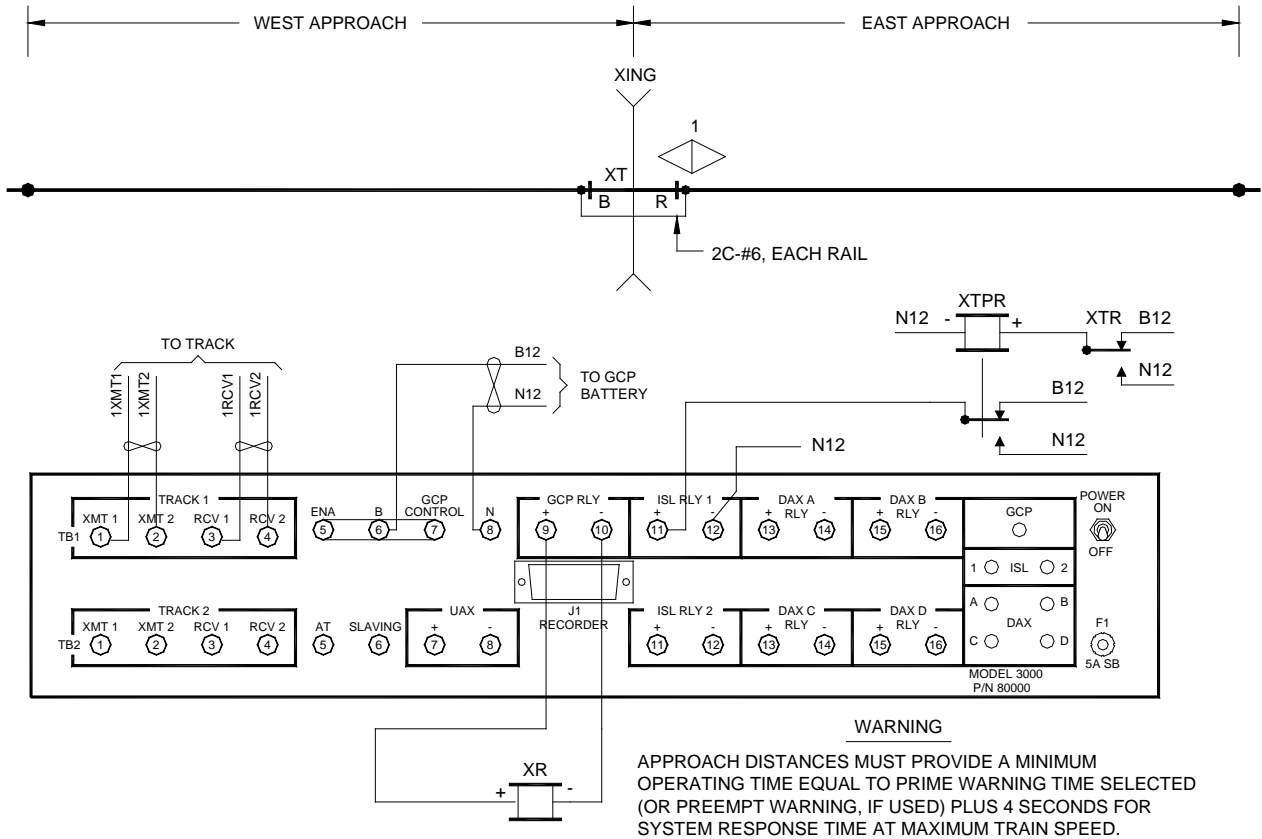 WEST APPROACH
EAST APPROACH
XING
1
XT
B
R
2C-#6, EACH RAIL
XTPR
N12 - +
XTR B12
N12
TO TRACK
1XMT1
1XMT2
1RCV1
1RCV2
B12
N12
TO GCP
BATTERY
B12
N12
N12
TRACK 1
XMT 1 XMT 2 RCV 1 RCV 2
TB1 1 2 3 4
ENA B GCP
CONTROL N
5 6 7 8
GCP RLY
+ -
9 10
ISL RLY 1
+ -
11 12
DAX A
+ RLY -
13 14
DAX B
+ RLY -
15 16
GCP
1 ISL 2
A B
DAX
C D
POWER
ON
OFF
J1
RECORDER
TRACK 2
XMT 1 XMT 2 RCV 1 RCV 2
TB2 1 2 3 4
AT SLAVING
5 6
UAX
+ -
7 8
ISL RLY 2
+ -
11 12
DAX C
+ RLY -
13 14
DAX D
+ RLY -
15 16
F1
5A SB
MODEL 3000
P/N 80000
XR
+ -
WARNING
APPROACH DISTANCES MUST PROVIDE A MINIMUM
OPERATING TIME EQUAL TO PRIME WARNING TIME SELECTED
(OR PREEMPT WARNING, IF USED) PLUS 4 SECONDS FOR
SYSTEM RESPONSE TIME AT MAXIMUM TRAIN SPEED.